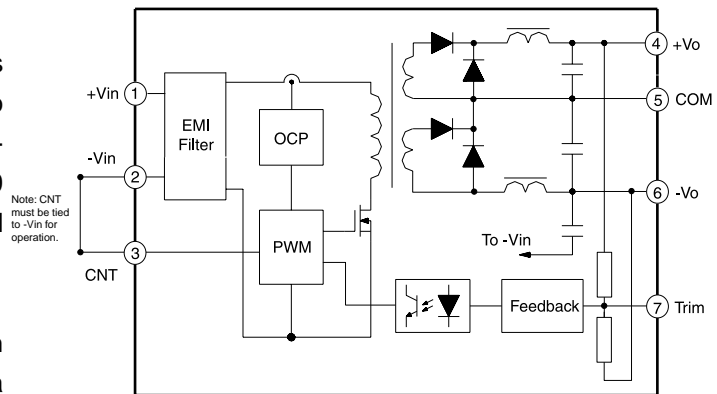 1
+Vin
EMI
Filter
OCP
-Vin
2
Note: CNT
must be tied
to -Vin for
operation.
3
CNT
PWM
4
+Vo
5
COM
6
-Vo
To -Vin
Feedback
7
Trim